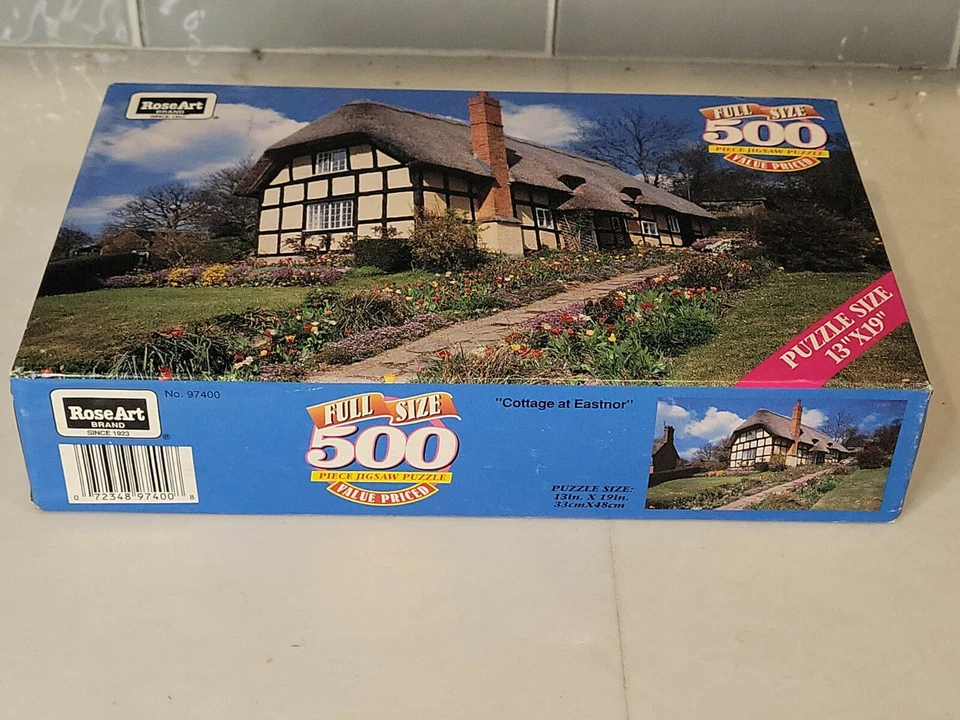 RoseArt
BRAND
SINCE 1923
®
FULL SIZE
500
PIECE JIGSAW PUZZLE
VALUE PRICED
PUZZLE SIZE
13"X19"
RoseArt
BRAND
SINCE 1923
®
No. 97400
0 72348 97400 8
FULL SIZE
500
PIECE JIGSAW PUZZLE
VALUE PRICED
"Cottage at Eastnor"
PUZZLE SIZE:
13in. X 19in.
33cmX48cm